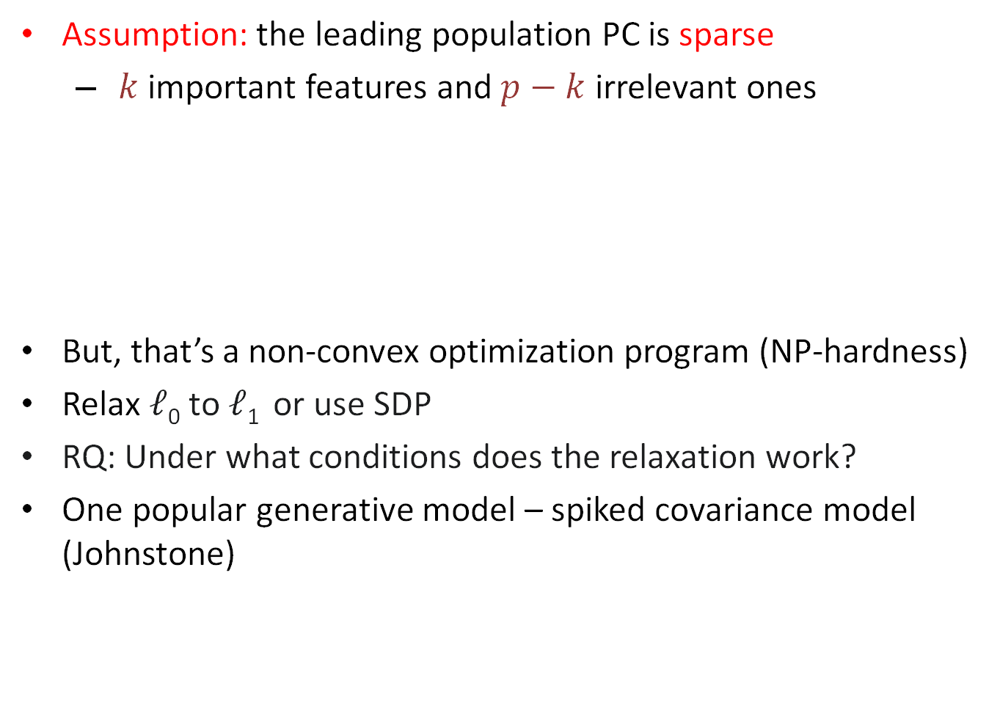 • Assumption: the leading population PC is sparse
– k important features and p − k irrelevant ones
• But, that’s a non-convex optimization program (NP-hardness)
• Relax ℓ₀ to ℓ₁ or use SDP
• RQ: Under what conditions does the relaxation work?
• One popular generative model – spiked covariance model
(Johnstone)